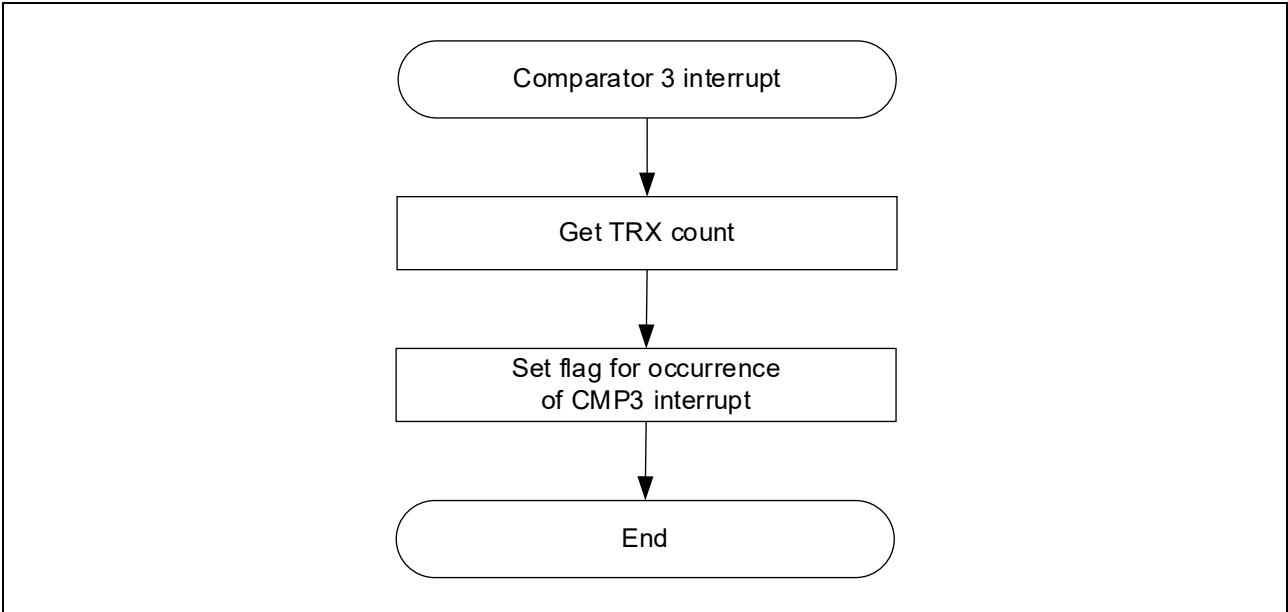 Comparator 3 interrupt
Get TRX count
Set flag for occurrence
of CMP3 interrupt
End